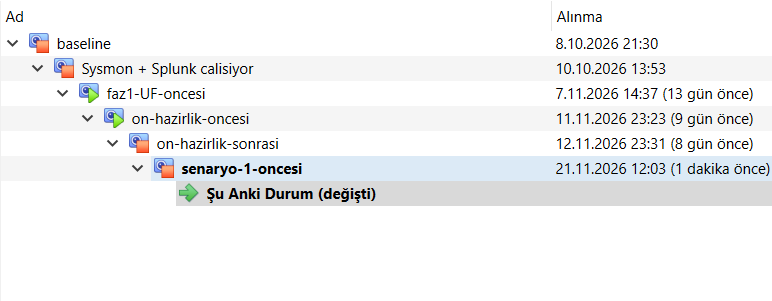 Ad Alınma
baseline 8.10.2026 21:30
Sysmon + Splunk calisiyor 10.10.2026 13:53
faz1-UF-oncesi 7.11.2026 14:37 (13 gün önce)
on-hazirlik-oncesi 11.11.2026 23:23 (9 gün önce)
on-hazirlik-sonrasi 12.11.2026 23:31 (8 gün önce)
senaryo-1-oncesi 21.11.2026 12:03 (1 dakika önce)
Şu Anki Durum (değişti)